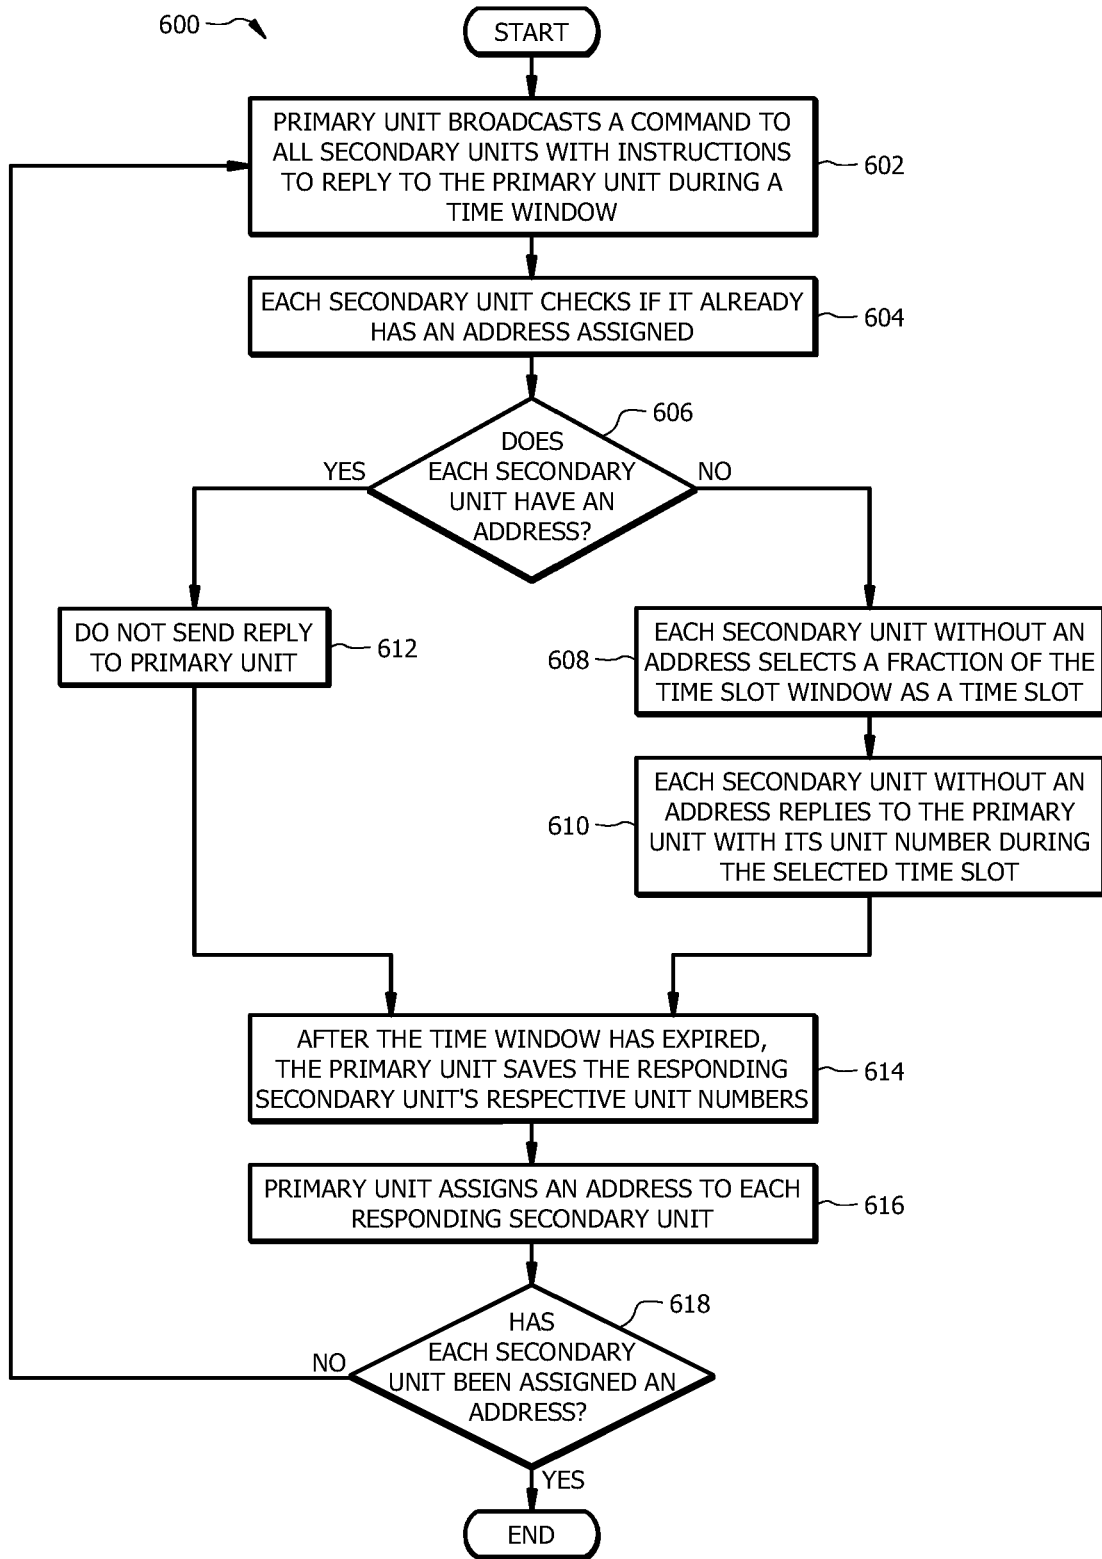 600
START
PRIMARY UNIT BROADCASTS A COMMAND TO
ALL SECONDARY UNITS WITH INSTRUCTIONS
TO REPLY TO THE PRIMARY UNIT DURING A
TIME WINDOW
602
EACH SECONDARY UNIT CHECKS IF IT ALREADY
HAS AN ADDRESS ASSIGNED
604
606
DOES
EACH SECONDARY
UNIT HAVE AN
ADDRESS?
YES
NO
DO NOT SEND REPLY
TO PRIMARY UNIT
612
EACH SECONDARY UNIT WITHOUT AN
ADDRESS SELECTS A FRACTION OF THE
TIME SLOT WINDOW AS A TIME SLOT
608
EACH SECONDARY UNIT WITHOUT AN
ADDRESS REPLIES TO THE PRIMARY
UNIT WITH ITS UNIT NUMBER DURING
THE SELECTED TIME SLOT
610
AFTER THE TIME WINDOW HAS EXPIRED,
THE PRIMARY UNIT SAVES THE RESPONDING
SECONDARY UNIT'S RESPECTIVE UNIT NUMBERS
614
PRIMARY UNIT ASSIGNS AN ADDRESS TO EACH
RESPONDING SECONDARY UNIT
616
618
HAS
EACH SECONDARY
UNIT BEEN ASSIGNED AN
ADDRESS?
NO
YES
END